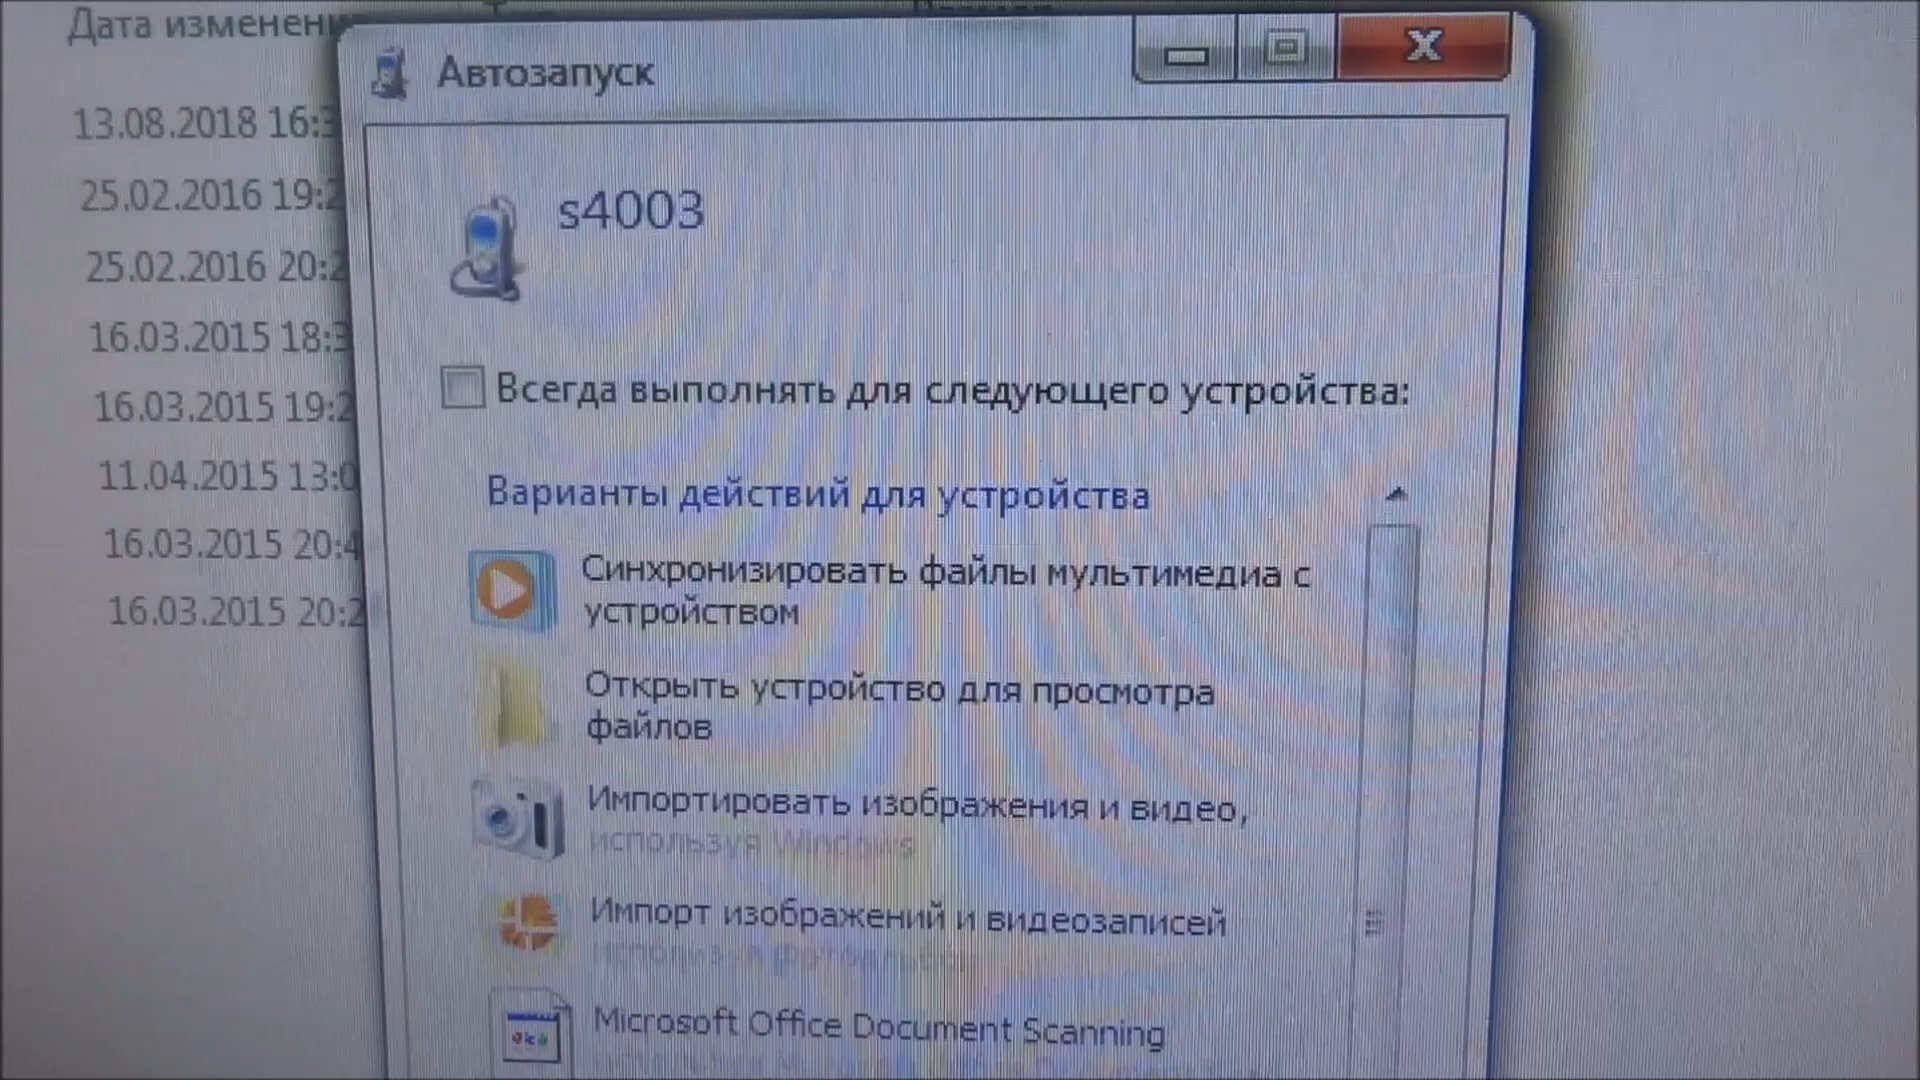 Дата изменени
13.08.2018 16:3
25.02.2016 19:2
25.02.2016 20:2
16.03.2015 18:3
16.03.2015 19:2
11.04.2015 13:0
16.03.2015 20:4
16.03.2015 20:2
Автозапуск
s4003
Всегда выполнять для следующего устройства:
Варианты действий для устройства
Синхронизировать файлы мультимедиа с
устройством
Открыть устройство для просмотра
файлов
Импортировать изображения и видео,
используя Windows
Импорт изображений и видеозаписей
Microsoft Office Document Scanning